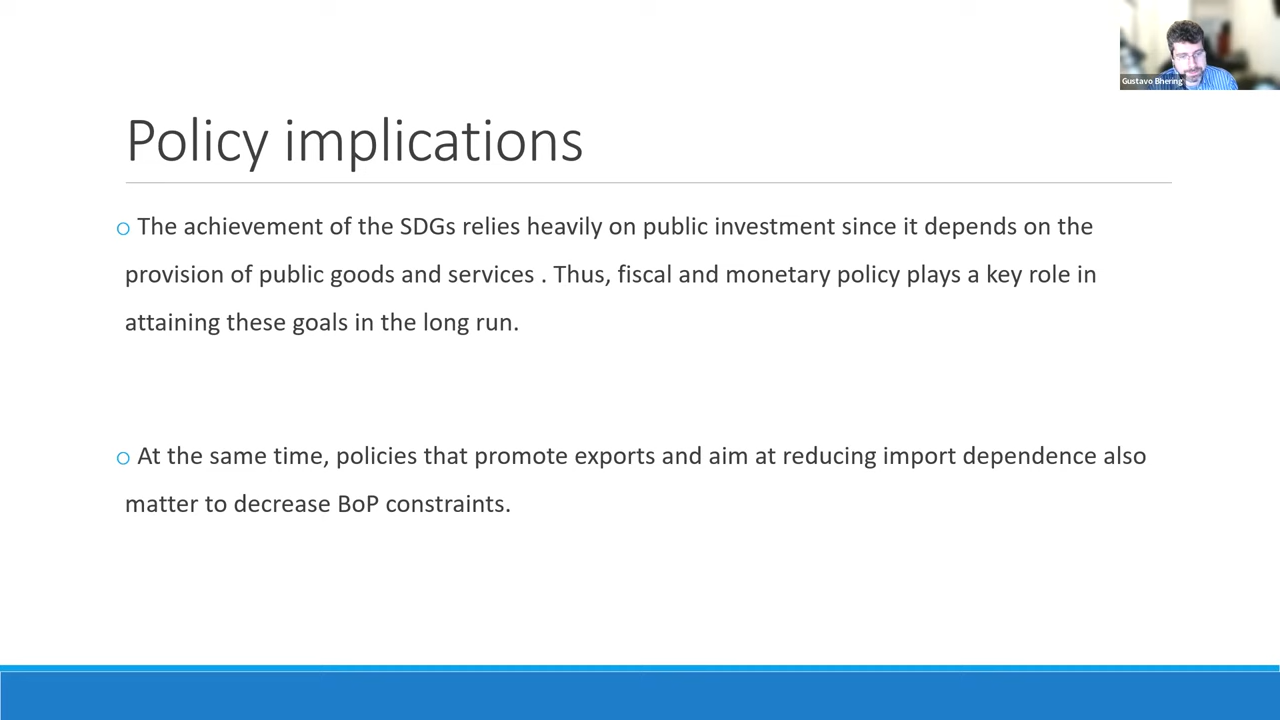 Gustavo Bhering
Policy implications
o The achievement of the SDGs relies heavily on public investment since it depends on the
provision of public goods and services . Thus, fiscal and monetary policy plays a key role in
attaining these goals in the long run.
o At the same time, policies that promote exports and aim at reducing import dependence also
matter to decrease BoP constraints.